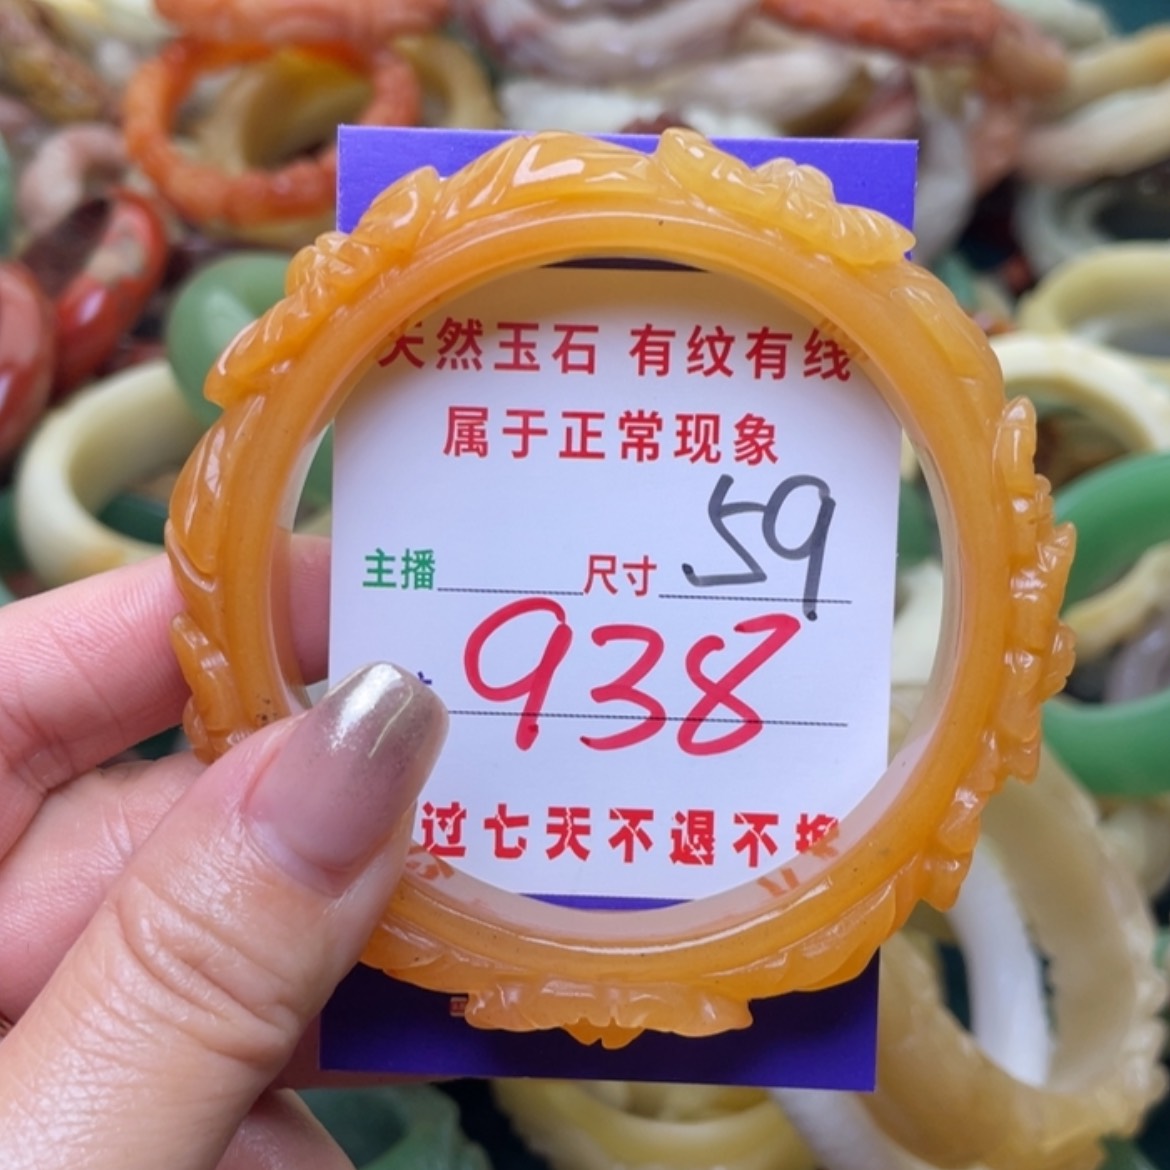 天然玉石 有纹有线
属于正常现象
主播 尺寸 59
938
过七天不退不换